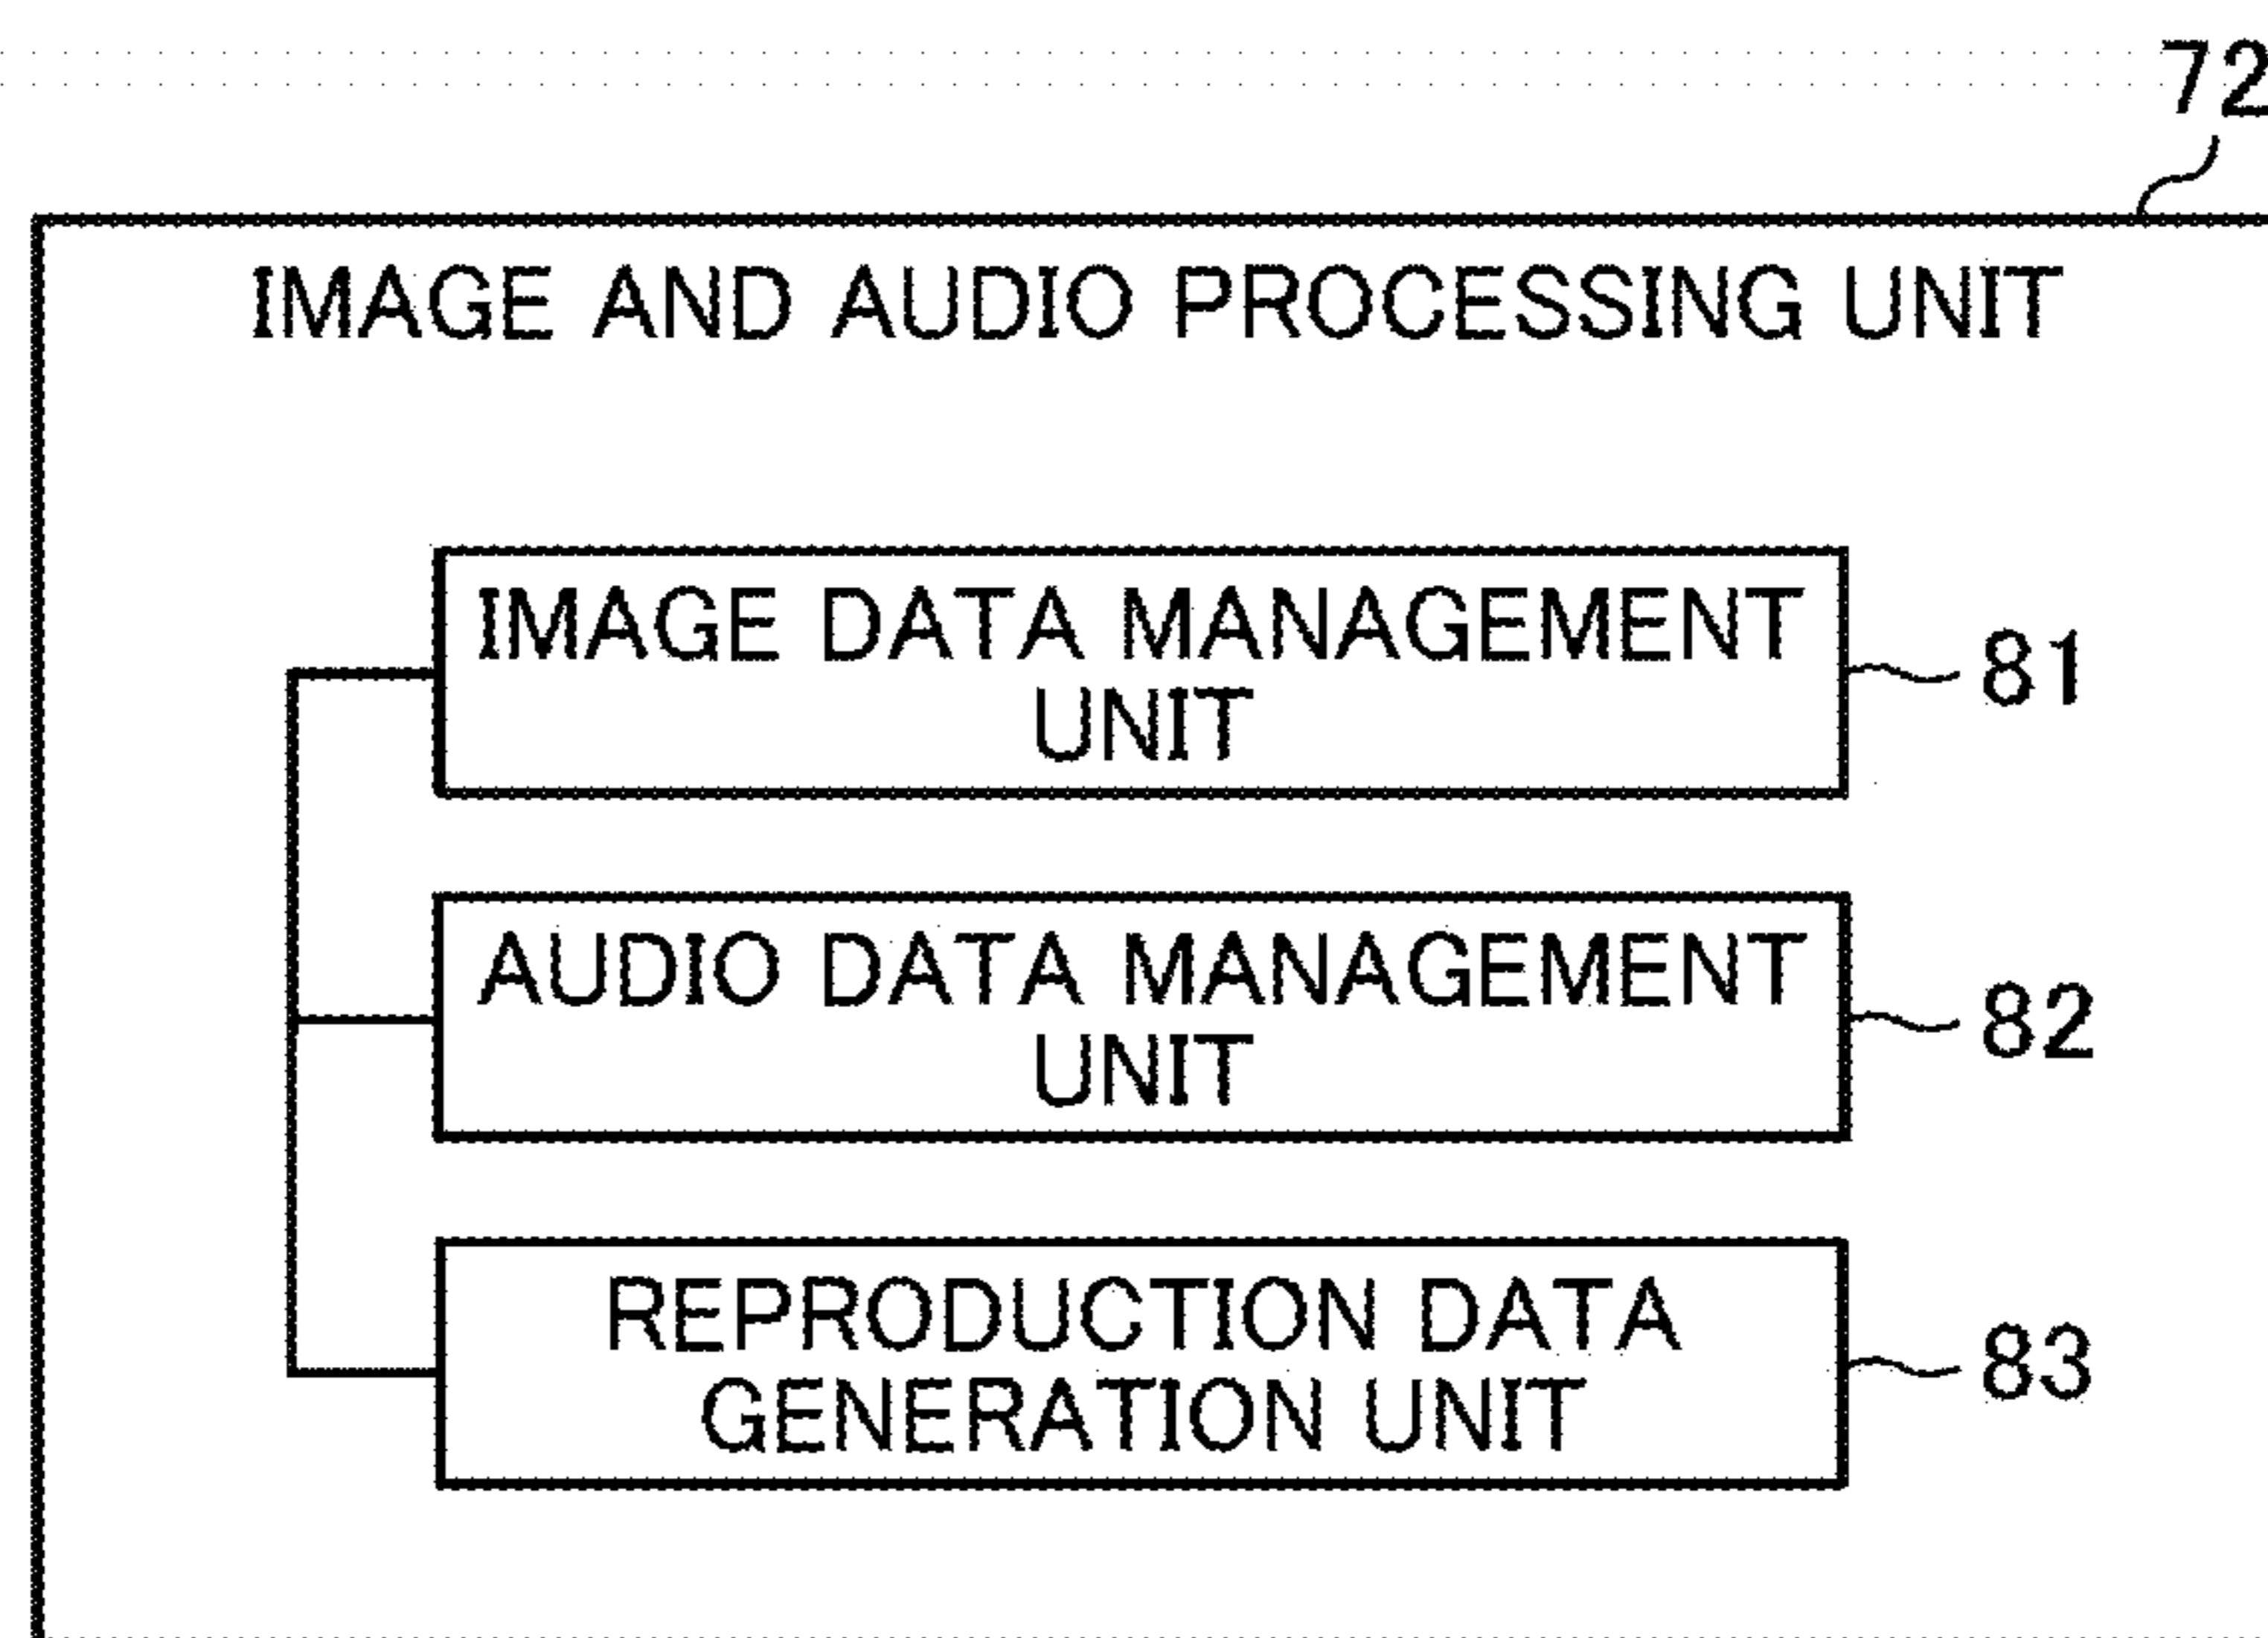 72
IMAGE AND AUDIO PROCESSING UNIT
IMAGE DATA MANAGEMENT
UNIT
81
AUDIO DATA MANAGEMENT
UNIT
82
REPRODUCTION DATA
GENERATION UNIT
83